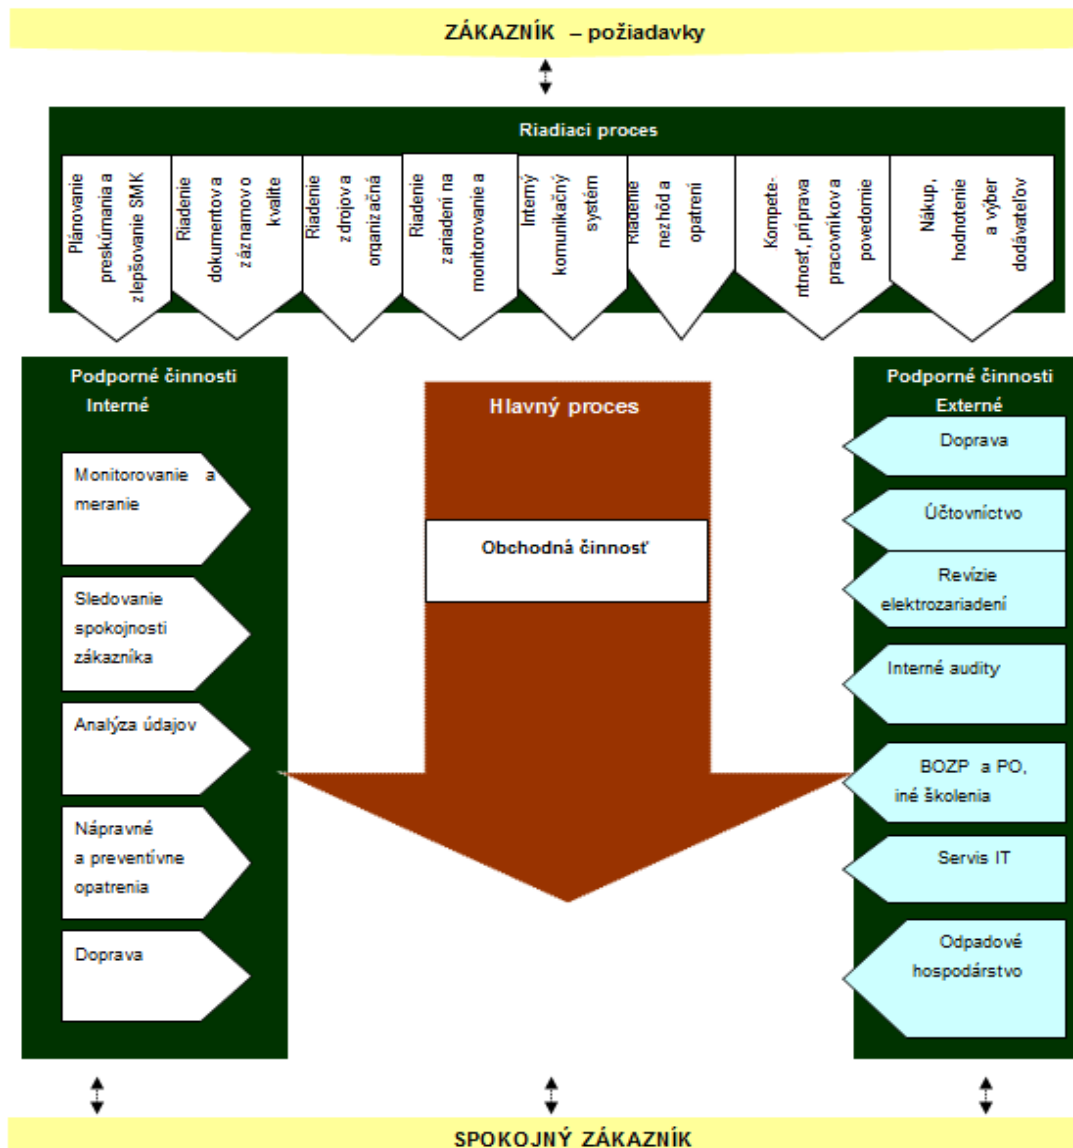 ZÁKAZNÍK – požiadavky
Riadiaci proces
Plánovanie
preskúmania a
zlepšovanie SMK
Riadenie
dokumentov a
záznamov o
kvalite
Riadenie
zdrojov a
organizačná
Riadenie
zariadení na
monitorovanie a
Interný
komunikačný
systém
Riadenie
nezhôd a
opatrení
Kompete-
ntnosť, príprava
pracovníkov a
povedomie
Nákup,
hodnotenie
a výber
dodávateľov
Podporné činnosti
Interné
Monitorovanie a
meranie
Sledovanie
spokojnosti
zákazníka
Analýza údajov
Nápravné
a preventívne
opatrenia
Doprava
Hlavný proces
Obchodná činnosť
Podporné činnosti
Externé
Doprava
Účtovníctvo
Revízie
elektrozariadení
Interné audity
BOZP a PO,
iné školenia
Servis IT
Odpadové
hospodárstvo
SPOKOJNÝ ZÁKAZNÍK